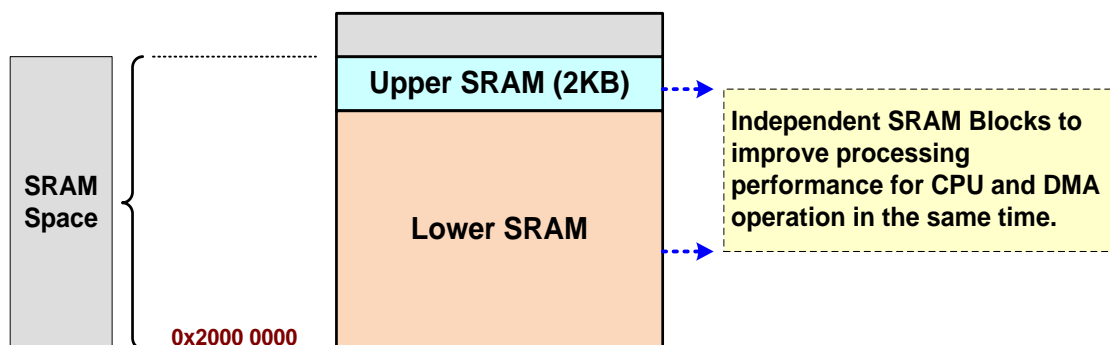 Upper SRAM (2KB)
SRAM
Space
Lower SRAM
Independent SRAM Blocks to
improve processing
performance for CPU and DMA
operation in the same time.
0x2000 0000